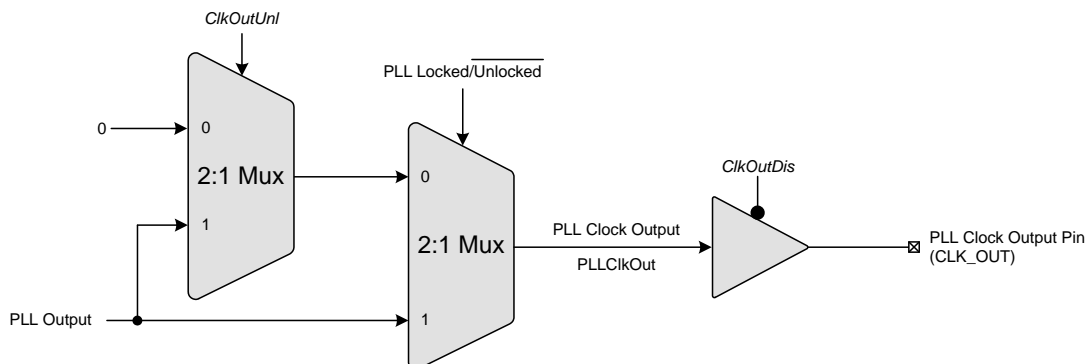 ClkOutUnl
PLL Locked/Unlocked
0
0
2:1 Mux
1
ClkOutDis
0
2:1 Mux
1
PLL Clock Output
PLLClkOut
PLL Clock Output Pin
(CLK_OUT)
PLL Output